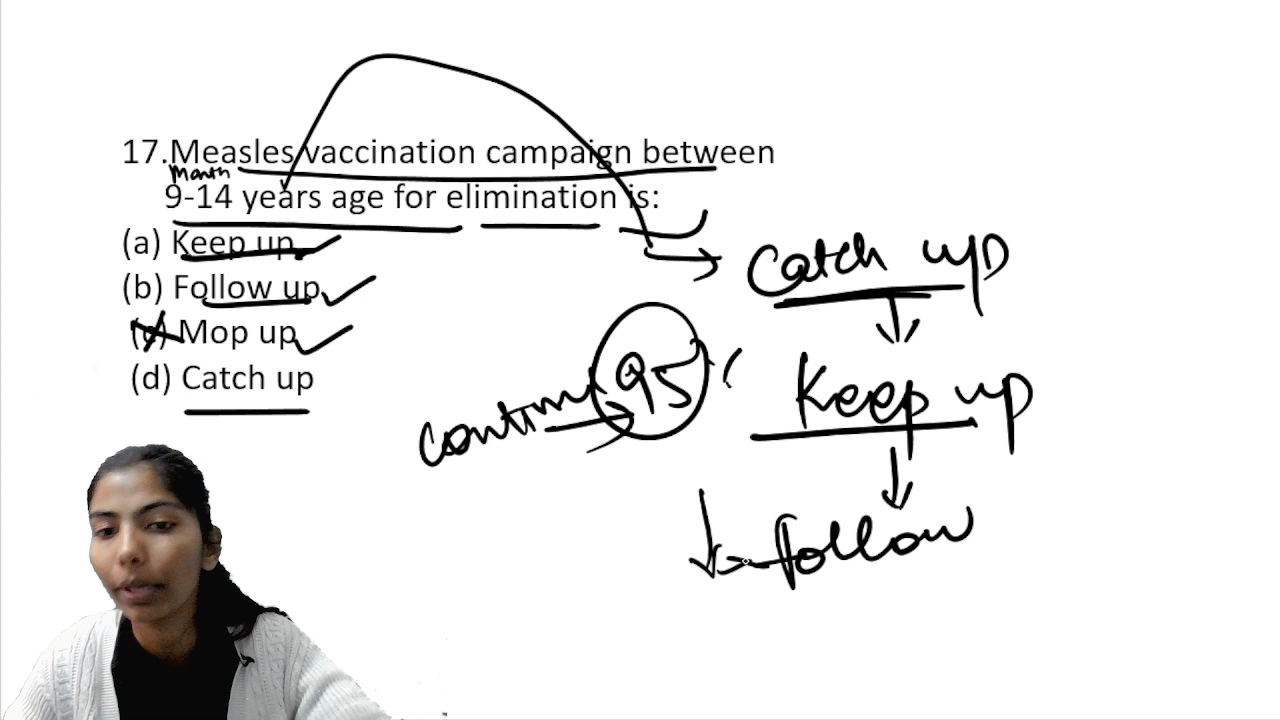 17.Measles vaccination campaign between
Month
9-14 years age for elimination is:
(a) Keep up
(b) Follow up
(c) Mop up
(d) Catch up
Catch up
95
Keep up
follow